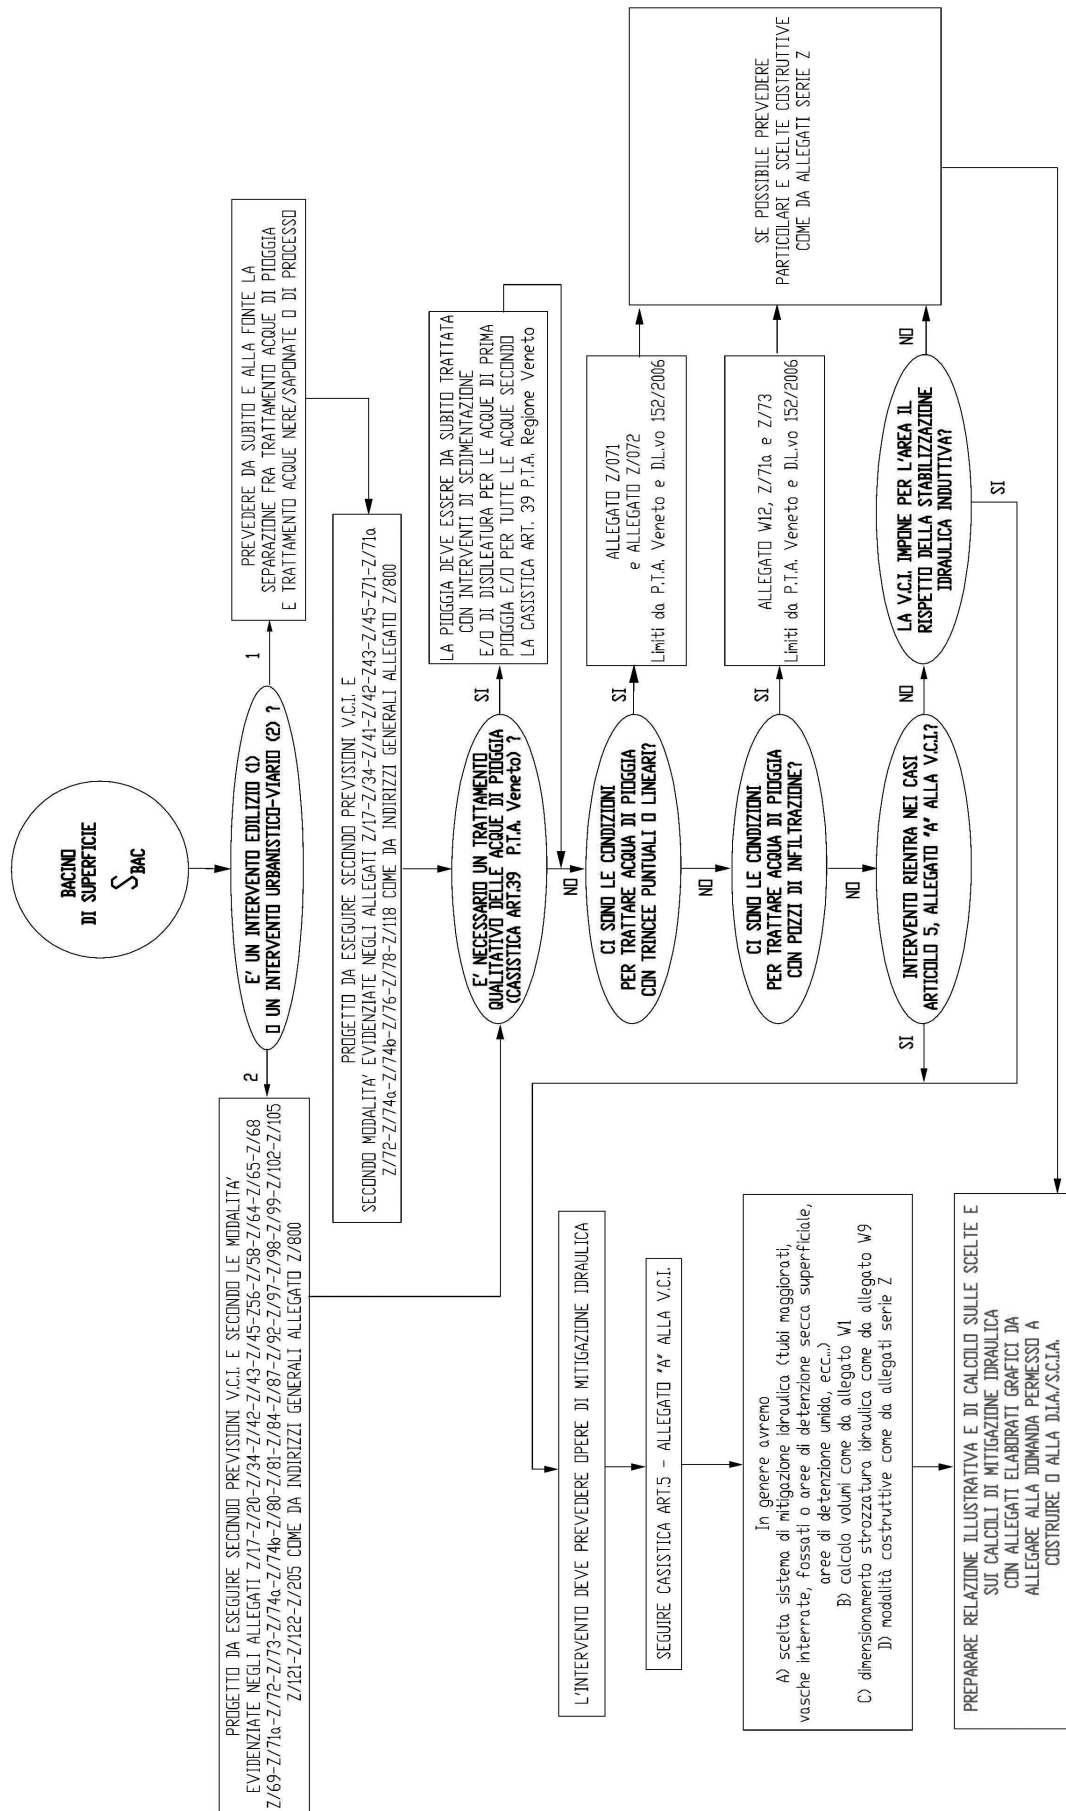 BACINO
DI SUPERFICIE
S BAC
E' UN INTERVENTO EDILIZIO (1)
O UN INTERVENTO URBANISTICO-VIARIO (2) ?
1
2
PREVEDERE DA SUBITO E ALLA FONTE LA
SEPARAZIONE FRA TRATTAMENTO ACQUE DI PIOGGIA
E TRATTAMENTO ACQUE NERE/SAPONATE O DI PROCESSO
PROGETTO DA ESEGUIRE SECONDO PREVISIONI V.C.I. E SECONDO LE MODALITA'
EVIDENZIATE NEGLI ALLEGATI Z/17-Z/20-Z/34-Z/42-Z/43-Z/45-Z56-Z/58-Z/64-Z/65-Z/68
Z/69-Z/71a-Z/72-Z/73-Z/74a-Z/74b-Z/80-Z/81-Z/84-Z/87-Z/92-Z/97-Z/98-Z/99-Z/102-Z/105
Z/121-Z/122-Z/205 COME DA INDIRIZZI GENERALI ALLEGATO Z/800
PROGETTO DA ESEGUIRE SECONDO PREVISIONI V.C.I. E
SECONDO MODALITA' EVIDENZIATE NEGLI ALLEGATI Z/17-Z/34-Z/41-Z/42-Z43-Z/45-Z71-Z/71a
Z/72-Z/74a-Z/74b-Z/76-Z/78-Z/118 COME DA INDIRIZZI GENERALI ALLEGATO Z/800
E' NECESSARIO UN TRATTAMENTO
QUALITATIVO DELLE ACQUE DI PIOGGIA
(CASISTICA ART.39 P.T.A. Veneto) ?
SI
LA PIOGGIA DEVE ESSERE DA SUBITO TRATTATA
CON INTERVENTI DI SEDIMENTAZIONE
E/O DI DISOLEATURA PER LE ACQUE DI PRIMA
PIOGGIA E/O PER TUTTE LE ACQUE SECONDO
LA CASISTICA ART. 39 P.T.A. Regione Veneto
NO
CI SONO LE CONDIZIONI
PER TRATTARE ACQUA DI PIOGGIA
CON TRINCEE PUNTUALI O LINEARI?
SI
ALLEGATO Z/071
e ALLEGATO Z/072
Limiti da P.T.A. Veneto e D.L.vo 152/2006
NO
CI SONO LE CONDIZIONI
PER TRATTARE ACQUA DI PIOGGIA
CON POZZI DI INFILTRAZIONE?
SI
ALLEGATO W12, Z/71a e Z/73
Limiti da P.T.A. Veneto e D.L.vo 152/2006
SE POSSIBILE PREVEDERE
PARTICOLARI E SCELTE COSTRUTTIVE
COME DA ALLEGATI SERIE Z
NO
INTERVENTO RIENTRA NEI CASI
ARTICOLO 5, ALLEGATO "A" ALLA V.C.I.?
SI
NO
LA V.C.I. IMPONE PER L'AREA IL
RISPETTO DELLA STABILIZZAZIONE
IDRAULICA INDUTTIVA?
NO
SI
L'INTERVENTO DEVE PREVEDERE OPERE DI MITIGAZIONE IDRAULICA
SEGUIRE CASISTICA ART.5 - ALLEGATO "A" ALLA V.C.I.
In genere avremo
A) scelta sistema di mitigazione idraulica (tubi maggiorati,
vasche interrate, fossati o aree di detenzione secca superficiale,
aree di detenzione umida, ecc...)
B) calcolo volumi come da allegato W1
C) dimensionamento strozzatura idraulica come da allegato W9
D) modalità costruttive come da allegati serie Z
PREPARARE RELAZIONE ILLUSTRATIVA E DI CALCOLO SULLE SCELTE E
SUI CALCOLI DI MITIGAZIONE IDRAULICA
CON ALLEGATI ELABORATI GRAFICI DA
ALLEGARE ALLA DOMANDA PERMESSO A
COSTRUIRE O ALLA D.I.A./S.C.I.A.